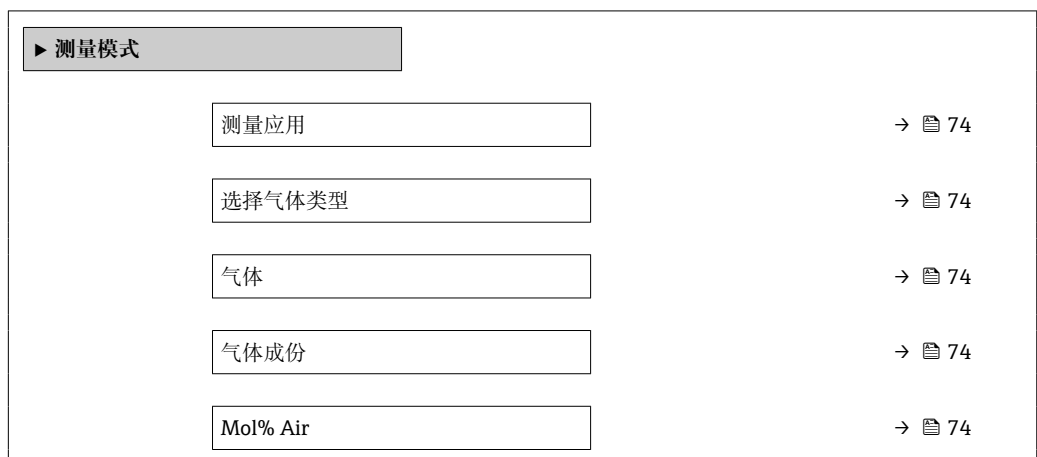 ▶ 测量模式
测量应用 → 74
选择气体类型 → 74
气体 → 74
气体成份 → 74
Mol% Air → 74